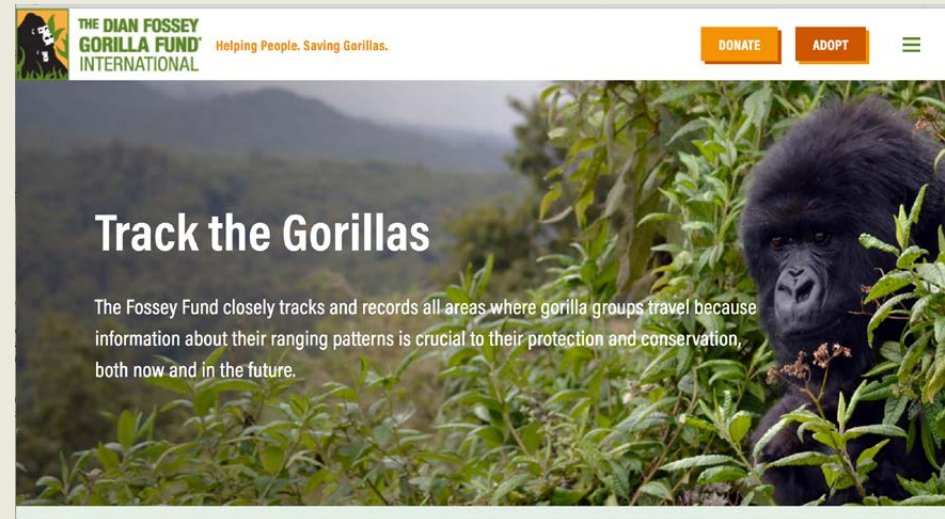 THE DIAN FOSSEY
GORILLA FUND®
INTERNATIONAL
Helping People. Saving Gorillas.
DONATE
ADOPT
Track the Gorillas
The Fossey Fund closely tracks and records all areas where gorilla groups travel because
information about their ranging patterns is crucial to their protection and conservation,
both now and in the future.